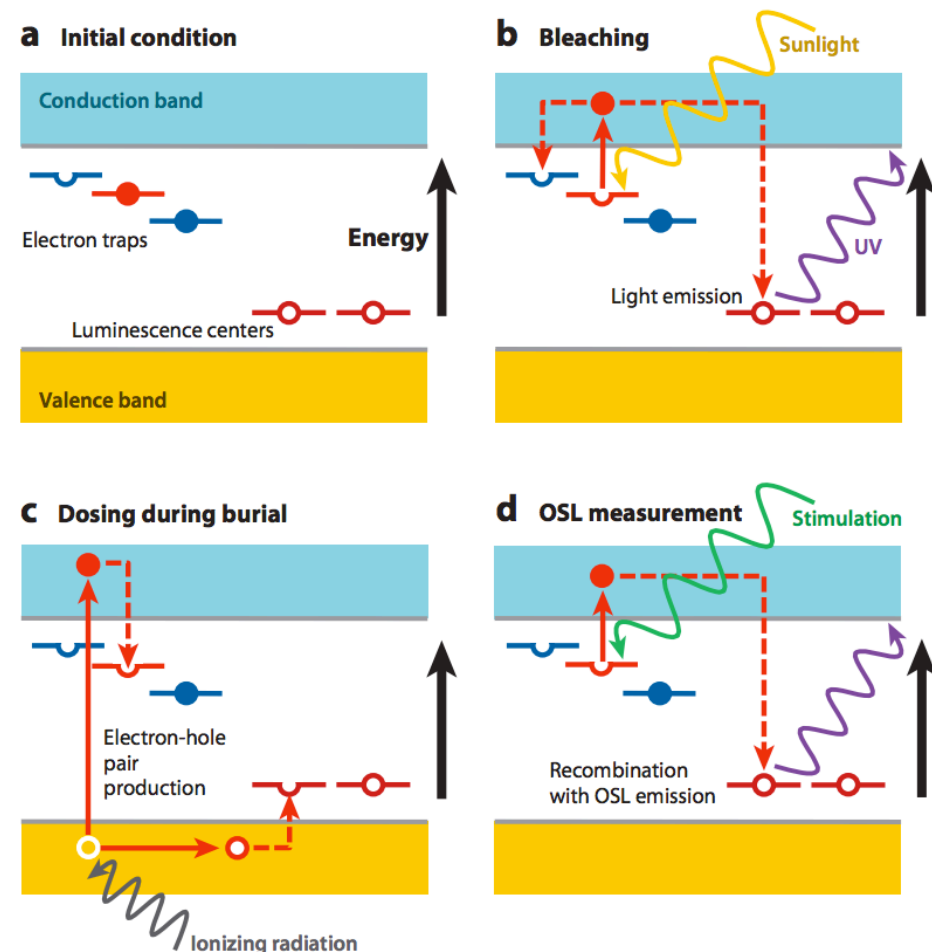 a Initial condition
Conduction band
Electron traps
Energy
Luminescence centers
Valence band
b Bleaching
Sunlight
UV
Light emission
c Dosing during burial
Electron-hole
pair
production
Ionizing radiation
d OSL measurement
Stimulation
Recombination
with OSL emission